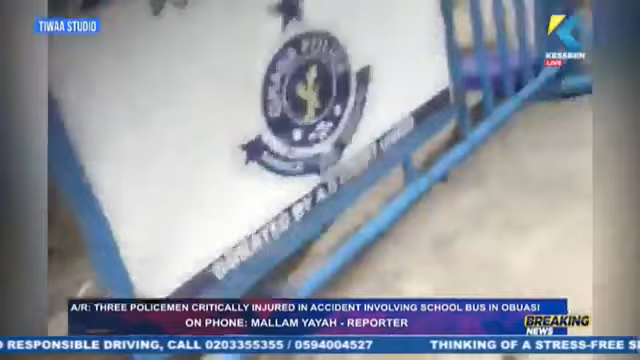 TIWAA STUDIO
KESSBEN
LIVE
GHANA POLICE
DONATED BY A
A/R: THREE POLICEMEN CRITICALLY INJURED IN ACCIDENT INVOLVING SCHOOL BUS IN OBUASI
ON PHONE: MALLAM YAYAH - REPORTER
BREAKING
NEWS
D RESPONSIBLE DRIVING, CALL 0203355355 / 0594004527 THINKING OF A STRESS-FREE S